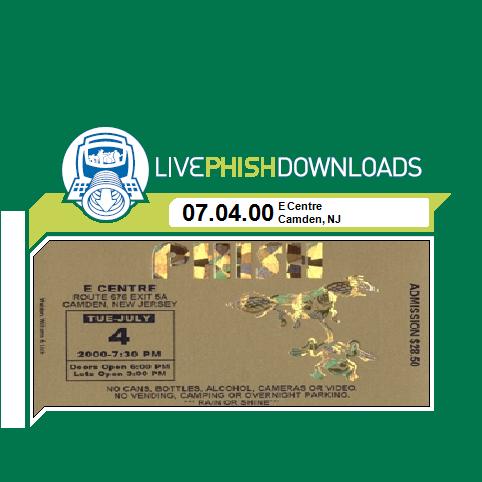 LIVEPHISHDOWNLOADS
07.04.00
E Centre
Camden, NJ
PHISH
E CENTRE
ROUTE 676 EXIT 5A
CAMDEN, NEW JERSEY
TUE-JULY
4
2000-7:30 PM
Doors Open 6:00 PM
Lots Open 3:00 PM
NO CANS, BOTTLES, ALCOHOL, CAMERAS OR VIDEO.
NO VENDING, CAMPING OR OVERNIGHT PARKING.
*** RAIN OR SHINE ***
ADMISSION $28.50